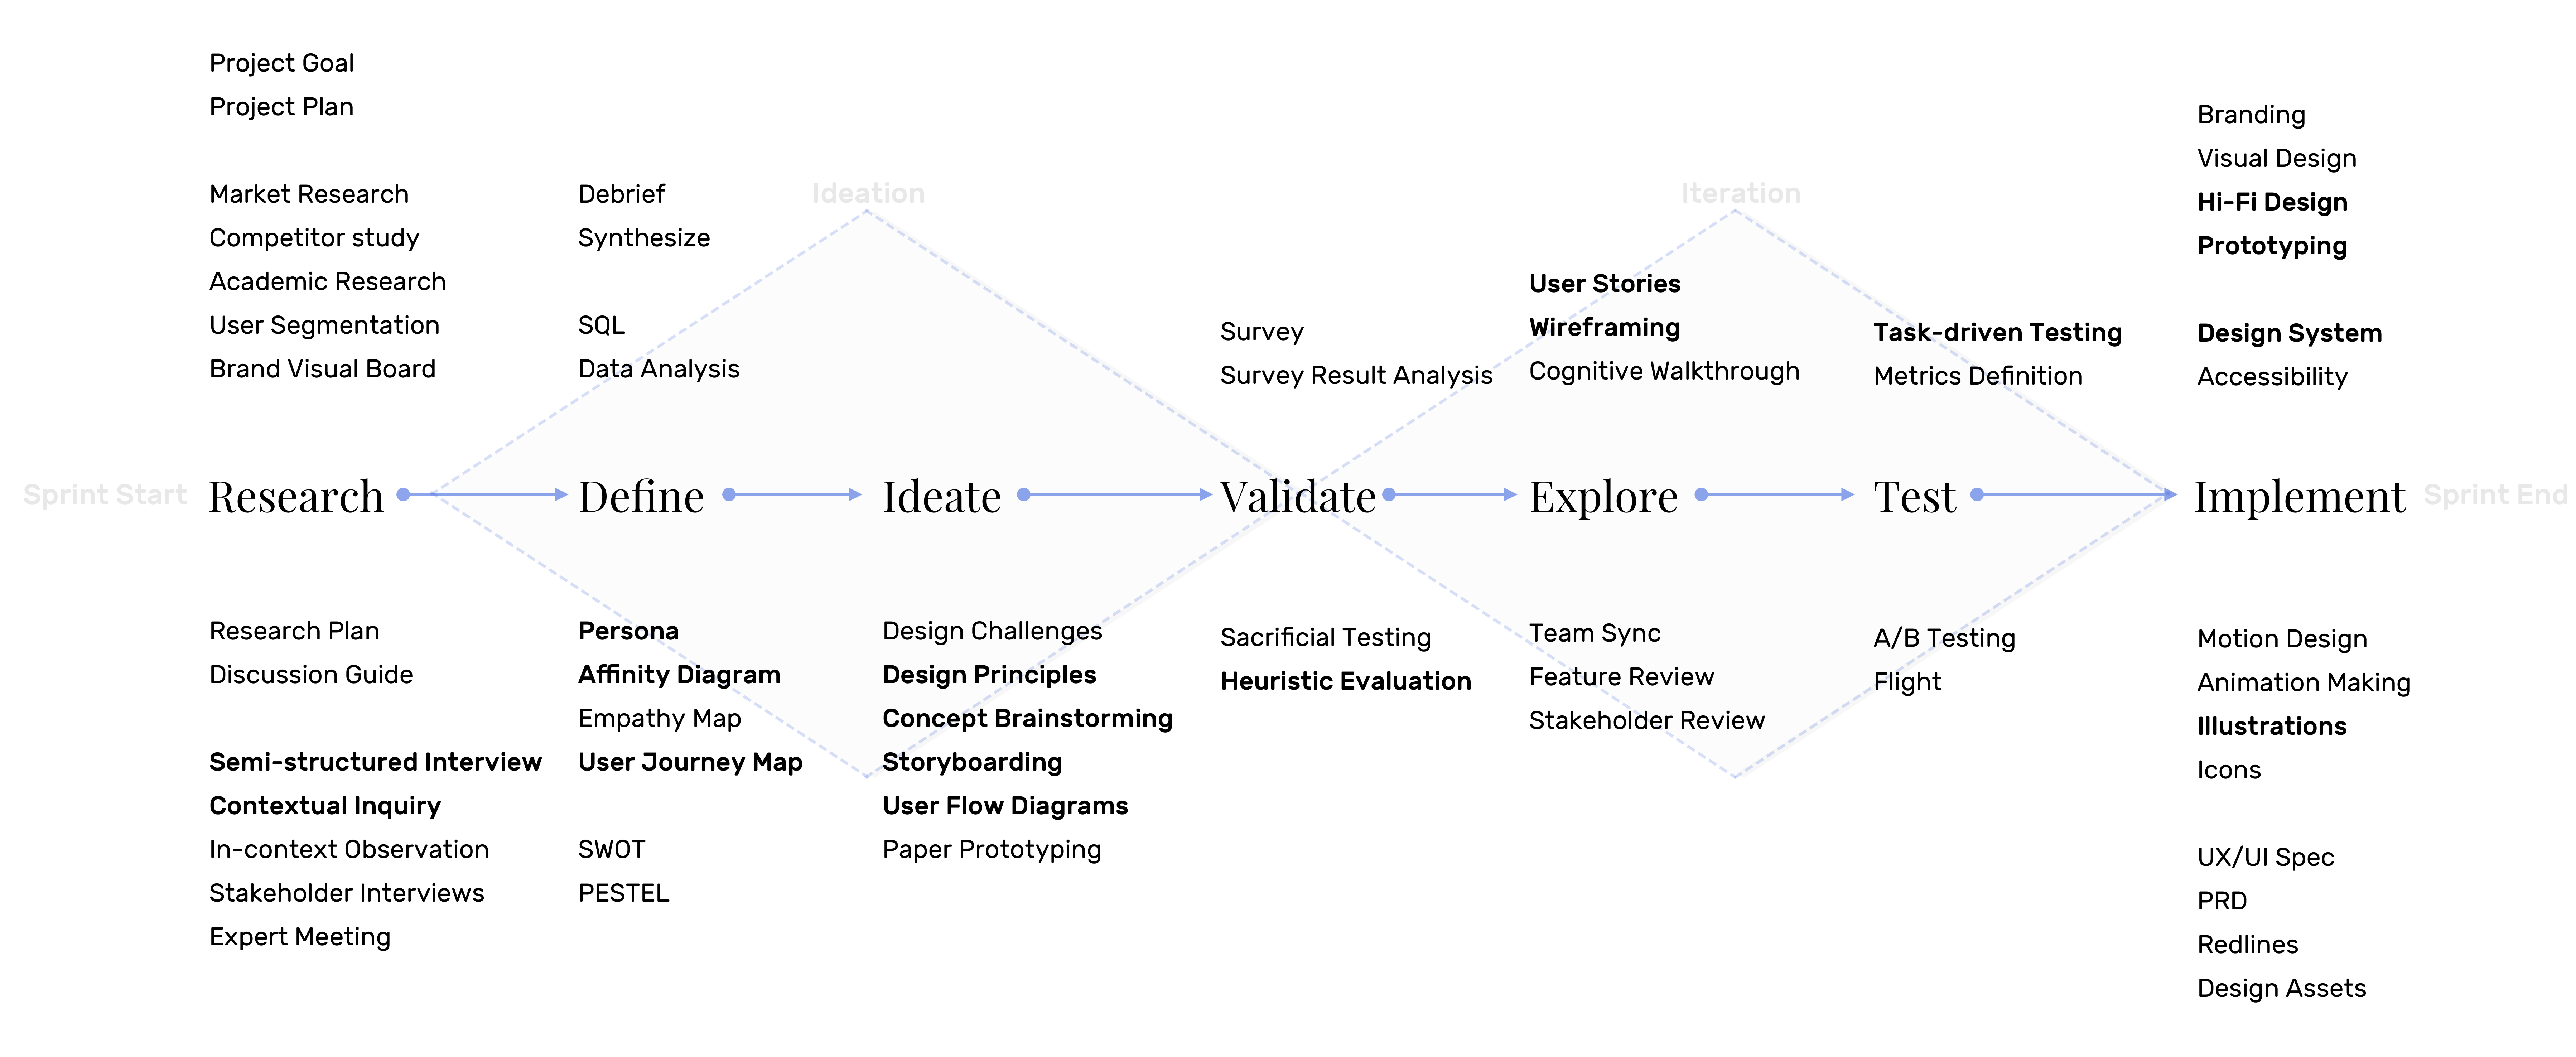 Project Goal
Project Plan
Market Research
Competitor study
Academic Research
User Segmentation
Brand Visual Board
Debrief
Synthesize
SQL
Data Analysis
Ideation
Survey
Survey Result Analysis
Iteration
User Stories
Wireframing
Cognitive Walkthrough
Task-driven Testing
Metrics Definition
Branding
Visual Design
Hi-Fi Design
Prototyping
Design System
Accessibility
Sprint Start
Research
Define
Ideate
Validate
Explore
Test
Implement
Sprint End
Research Plan
Discussion Guide
Semi-structured Interview
Contextual Inquiry
In-context Observation
Stakeholder Interviews
Expert Meeting
Persona
Affinity Diagram
Empathy Map
User Journey Map
SWOT
PESTEL
Design Challenges
Design Principles
Concept Brainstorming
Storyboarding
User Flow Diagrams
Paper Prototyping
Sacrificial Testing
Heuristic Evaluation
Team Sync
Feature Review
Stakeholder Review
A/B Testing
Flight
Motion Design
Animation Making
Illustrations
Icons
UX/UI Spec
PRD
Redlines
Design Assets